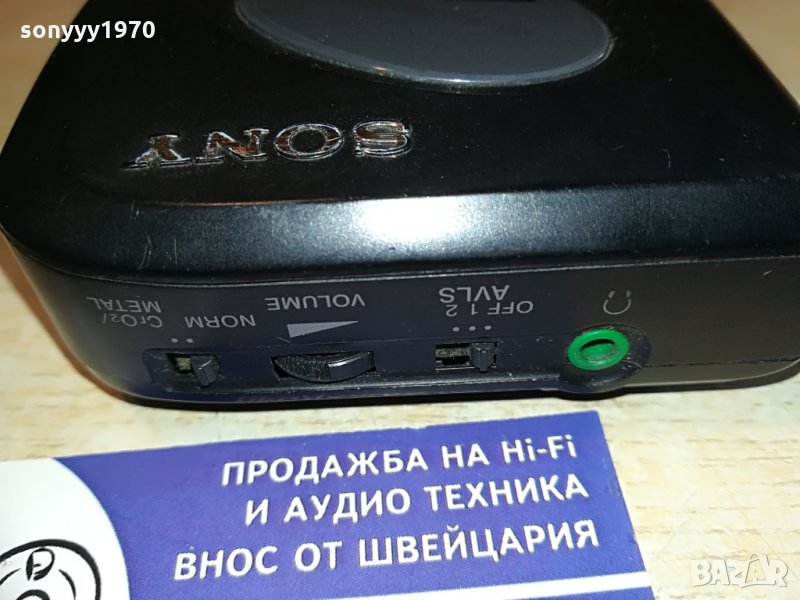 sonyyy1970
SONY
CrO2/
METAL
NORM
VOLUME
OFF 1 2
AVLS
ПРОДАЖБА НА Hi-Fi
И АУДИО ТЕХНИКА
ВНОС ОТ ШВЕЙЦАРИЯ
BAZAR